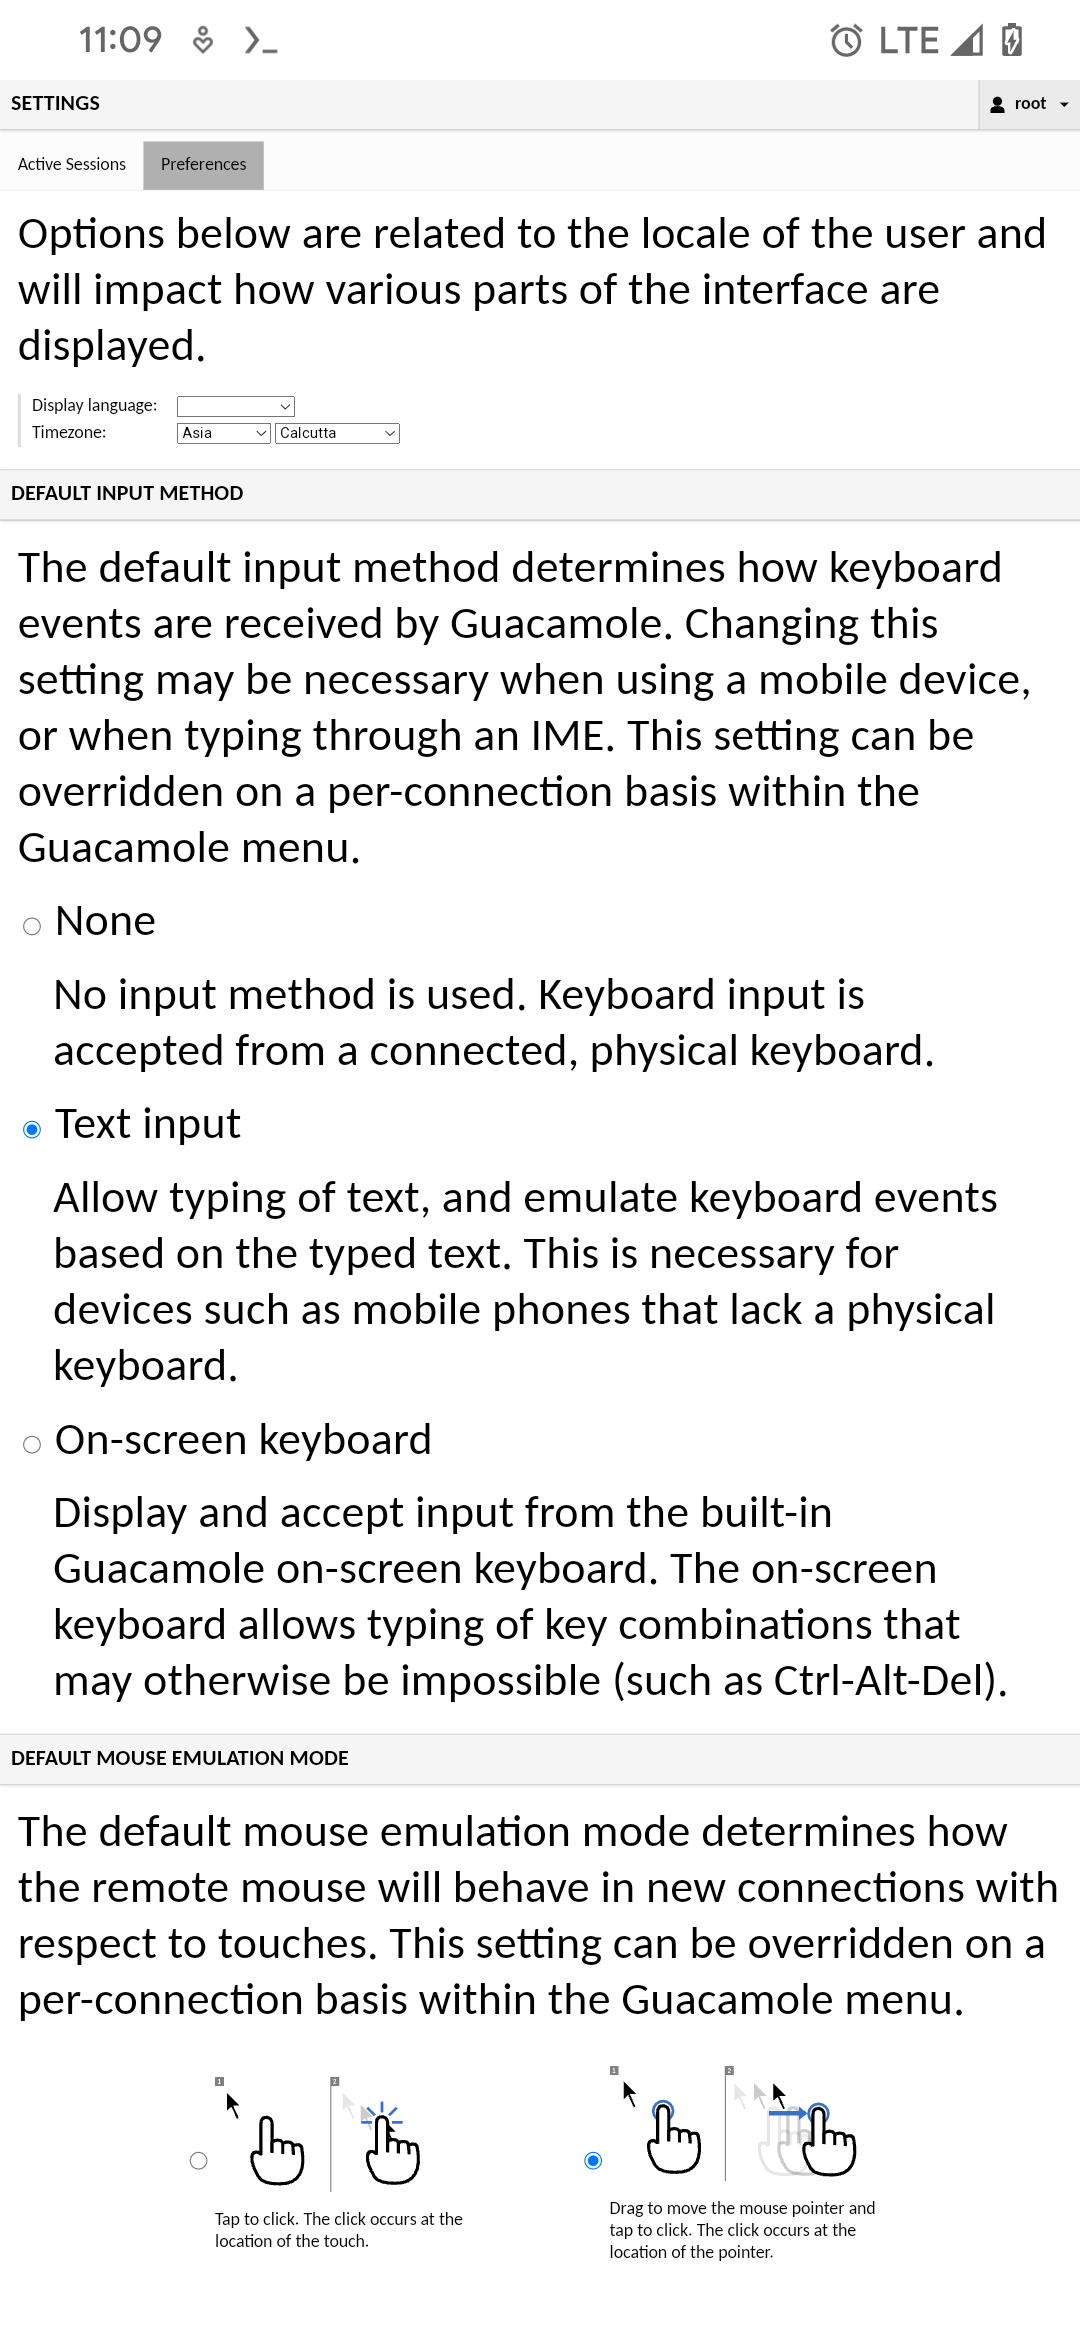 11:09 LTE
SETTINGS root
Active Sessions Preferences
Options below are related to the locale of the user and
will impact how various parts of the interface are
displayed.
Display language:
Timezone: Asia Calcutta
DEFAULT INPUT METHOD
The default input method determines how keyboard
events are received by Guacamole. Changing this
setting may be necessary when using a mobile device,
or when typing through an IME. This setting can be
overridden on a per-connection basis within the
Guacamole menu.
None
No input method is used. Keyboard input is
accepted from a connected, physical keyboard.
Text input
Allow typing of text, and emulate keyboard events
based on the typed text. This is necessary for
devices such as mobile phones that lack a physical
keyboard.
On-screen keyboard
Display and accept input from the built-in
Guacamole on-screen keyboard. The on-screen
keyboard allows typing of key combinations that
may otherwise be impossible (such as Ctrl-Alt-Del).
DEFAULT MOUSE EMULATION MODE
The default mouse emulation mode determines how
the remote mouse will behave in new connections with
respect to touches. This setting can be overridden on a
per-connection basis within the Guacamole menu.
1 2
Tap to click. The click occurs at the
location of the touch.
1 2
Drag to move the mouse pointer and
tap to click. The click occurs at the
location of the pointer.